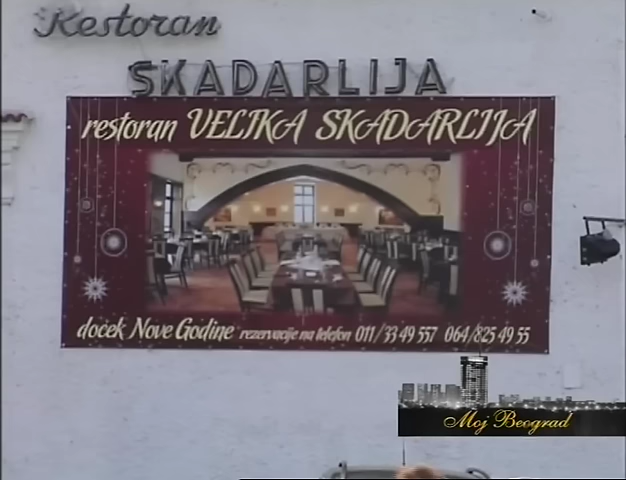 Restoran
SKADARLIJA
restoran VELIKA SKADARLIJA
doček Nove Godine rezervacije na telefon 011/33 49 557 064/825 49 55
Moj Beograd